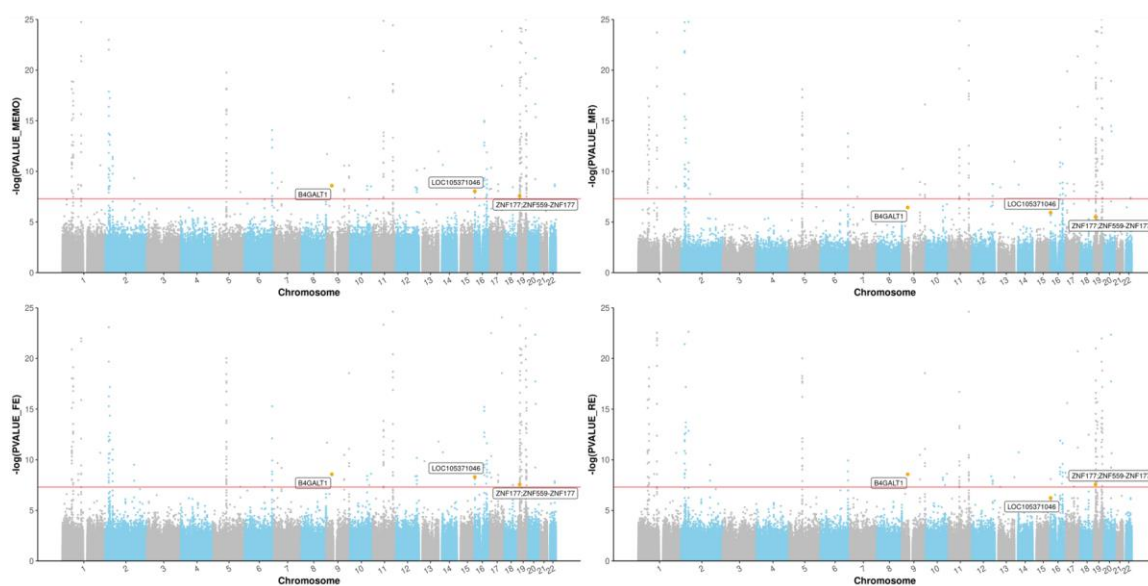 25
20
15
10
5
0
-log(PVALUE_MEMO)
B4GALT1
LOC105371046
ZNF177;ZNF559-ZNF177
1 2 3 4 5 6 7 8 9 10 11 12 13 14 15 16 17 18 19 20 21 22
Chromosome
25
20
15
10
5
0
-log(PVALUE_MR)
B4GALT1
LOC105371046
ZNF177;ZNF559-ZNF177
1 2 3 4 5 6 7 8 9 10 11 12 13 14 15 16 17 18 19 20 21 22
Chromosome
25
20
15
10
5
0
-log(PVALUE_FE)
B4GALT1
LOC105371046
ZNF177;ZNF559-ZNF177
1 2 3 4 5 6 7 8 9 10 11 12 13 14 15 16 17 18 19 20 21 22
Chromosome
25
20
15
10
5
0
-log(PVALUE_RE)
ZNF177;ZNF559-ZNF177
B4GALT1
LOC105371046
1 2 3 4 5 6 7 8 9 10 11 12 13 14 15 16 17 18 19 20 21 22
Chromosome